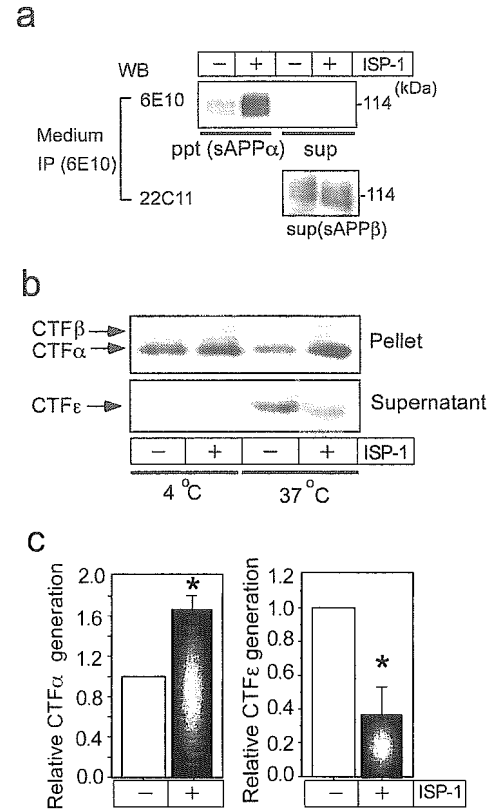 a
WB
− + − + ISP-1
(kDa)
6E10
-114
ppt (sAPPα) sup
Medium
IP (6E10)
22C11
-114
sup(sAPPβ)
b
CTFβ
CTFα
Pellet
CTFε
Supernatant
− + − + ISP-1
4 °C 37 °C
c
Relative CTFα generation
2.0
1.6
1.2
0.8
0.4
0.0
*
− +
Relative CTFε generation
1.2
1.0
0.8
0.6
0.4
0.2
0.0
*
− + ISP-1